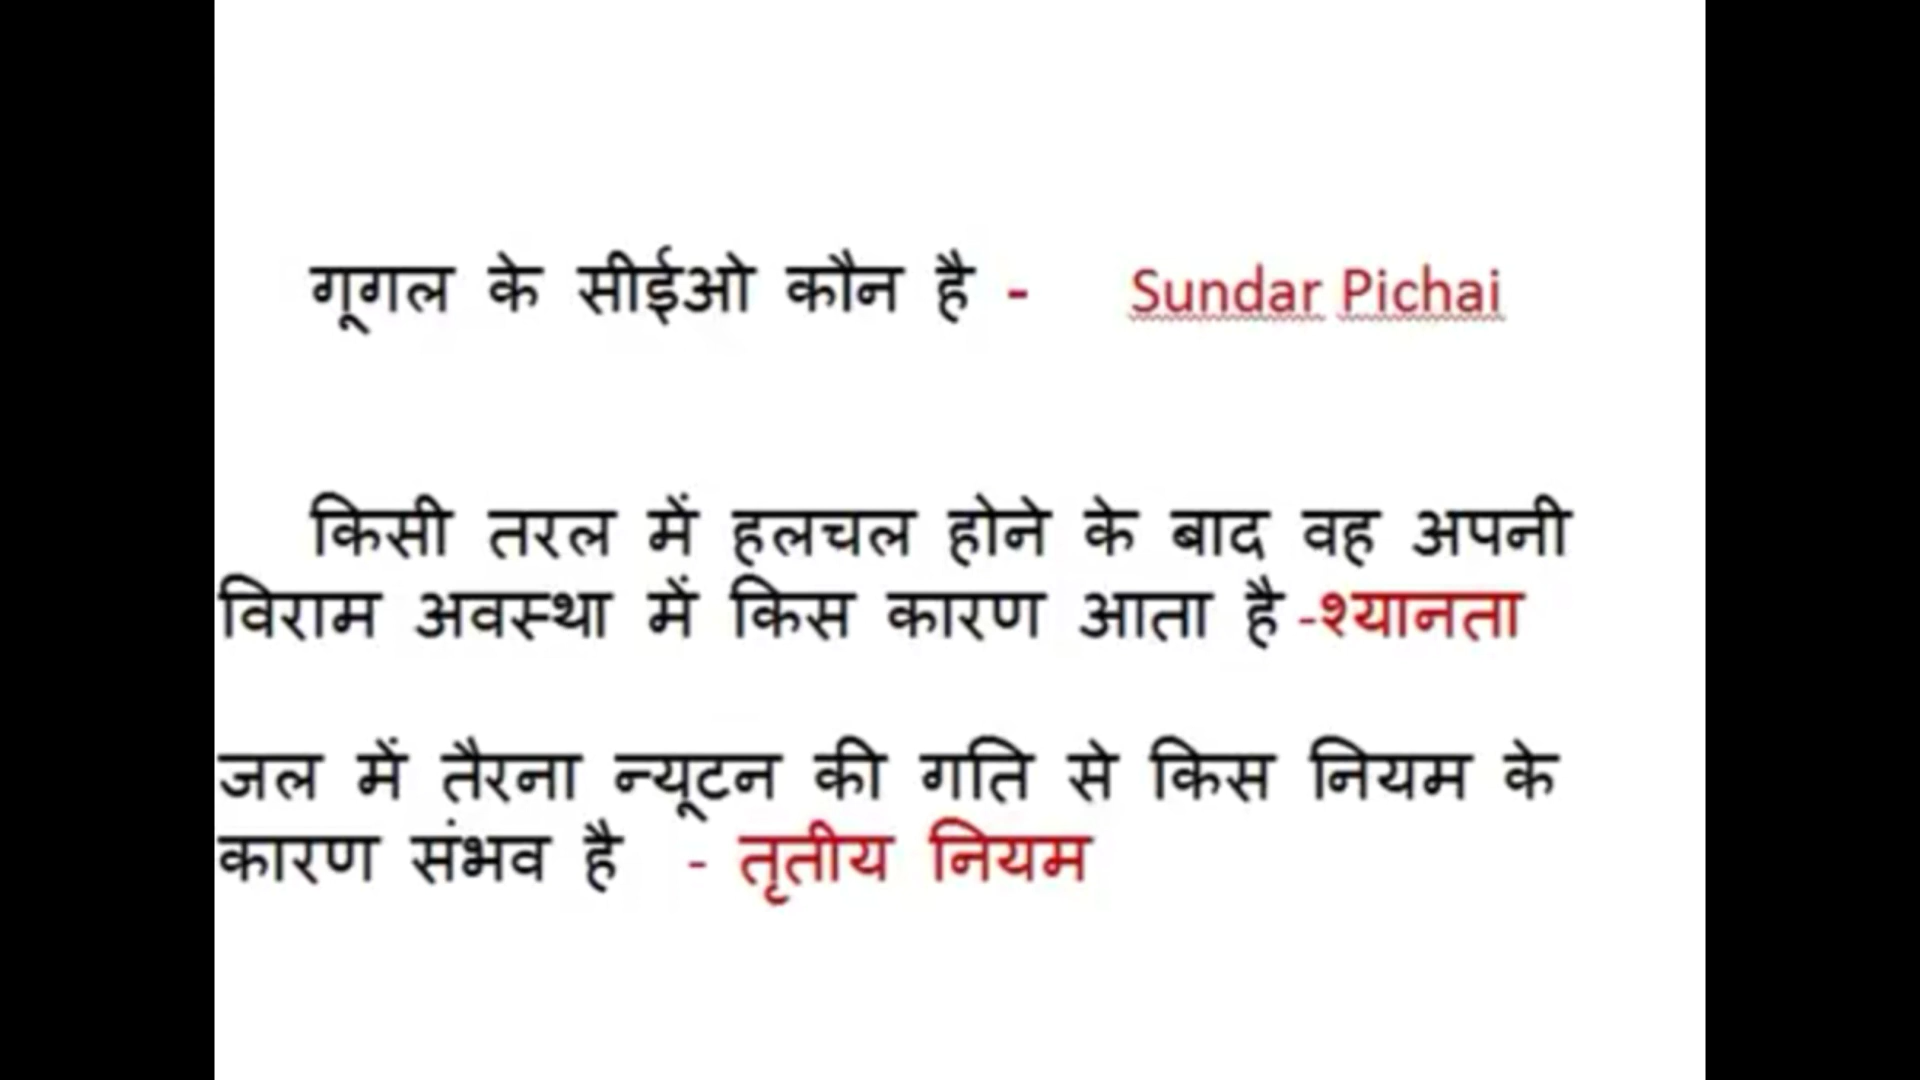 गूगल के सीईओ कौन है - Sundar Pichai
किसी तरल में हलचल होने के बाद वह अपनी
विराम अवस्था में किस कारण आता है -श्यानता
जल में तैरना न्यूटन की गति से किस नियम के
कारण संभव है - तृतीय नियम